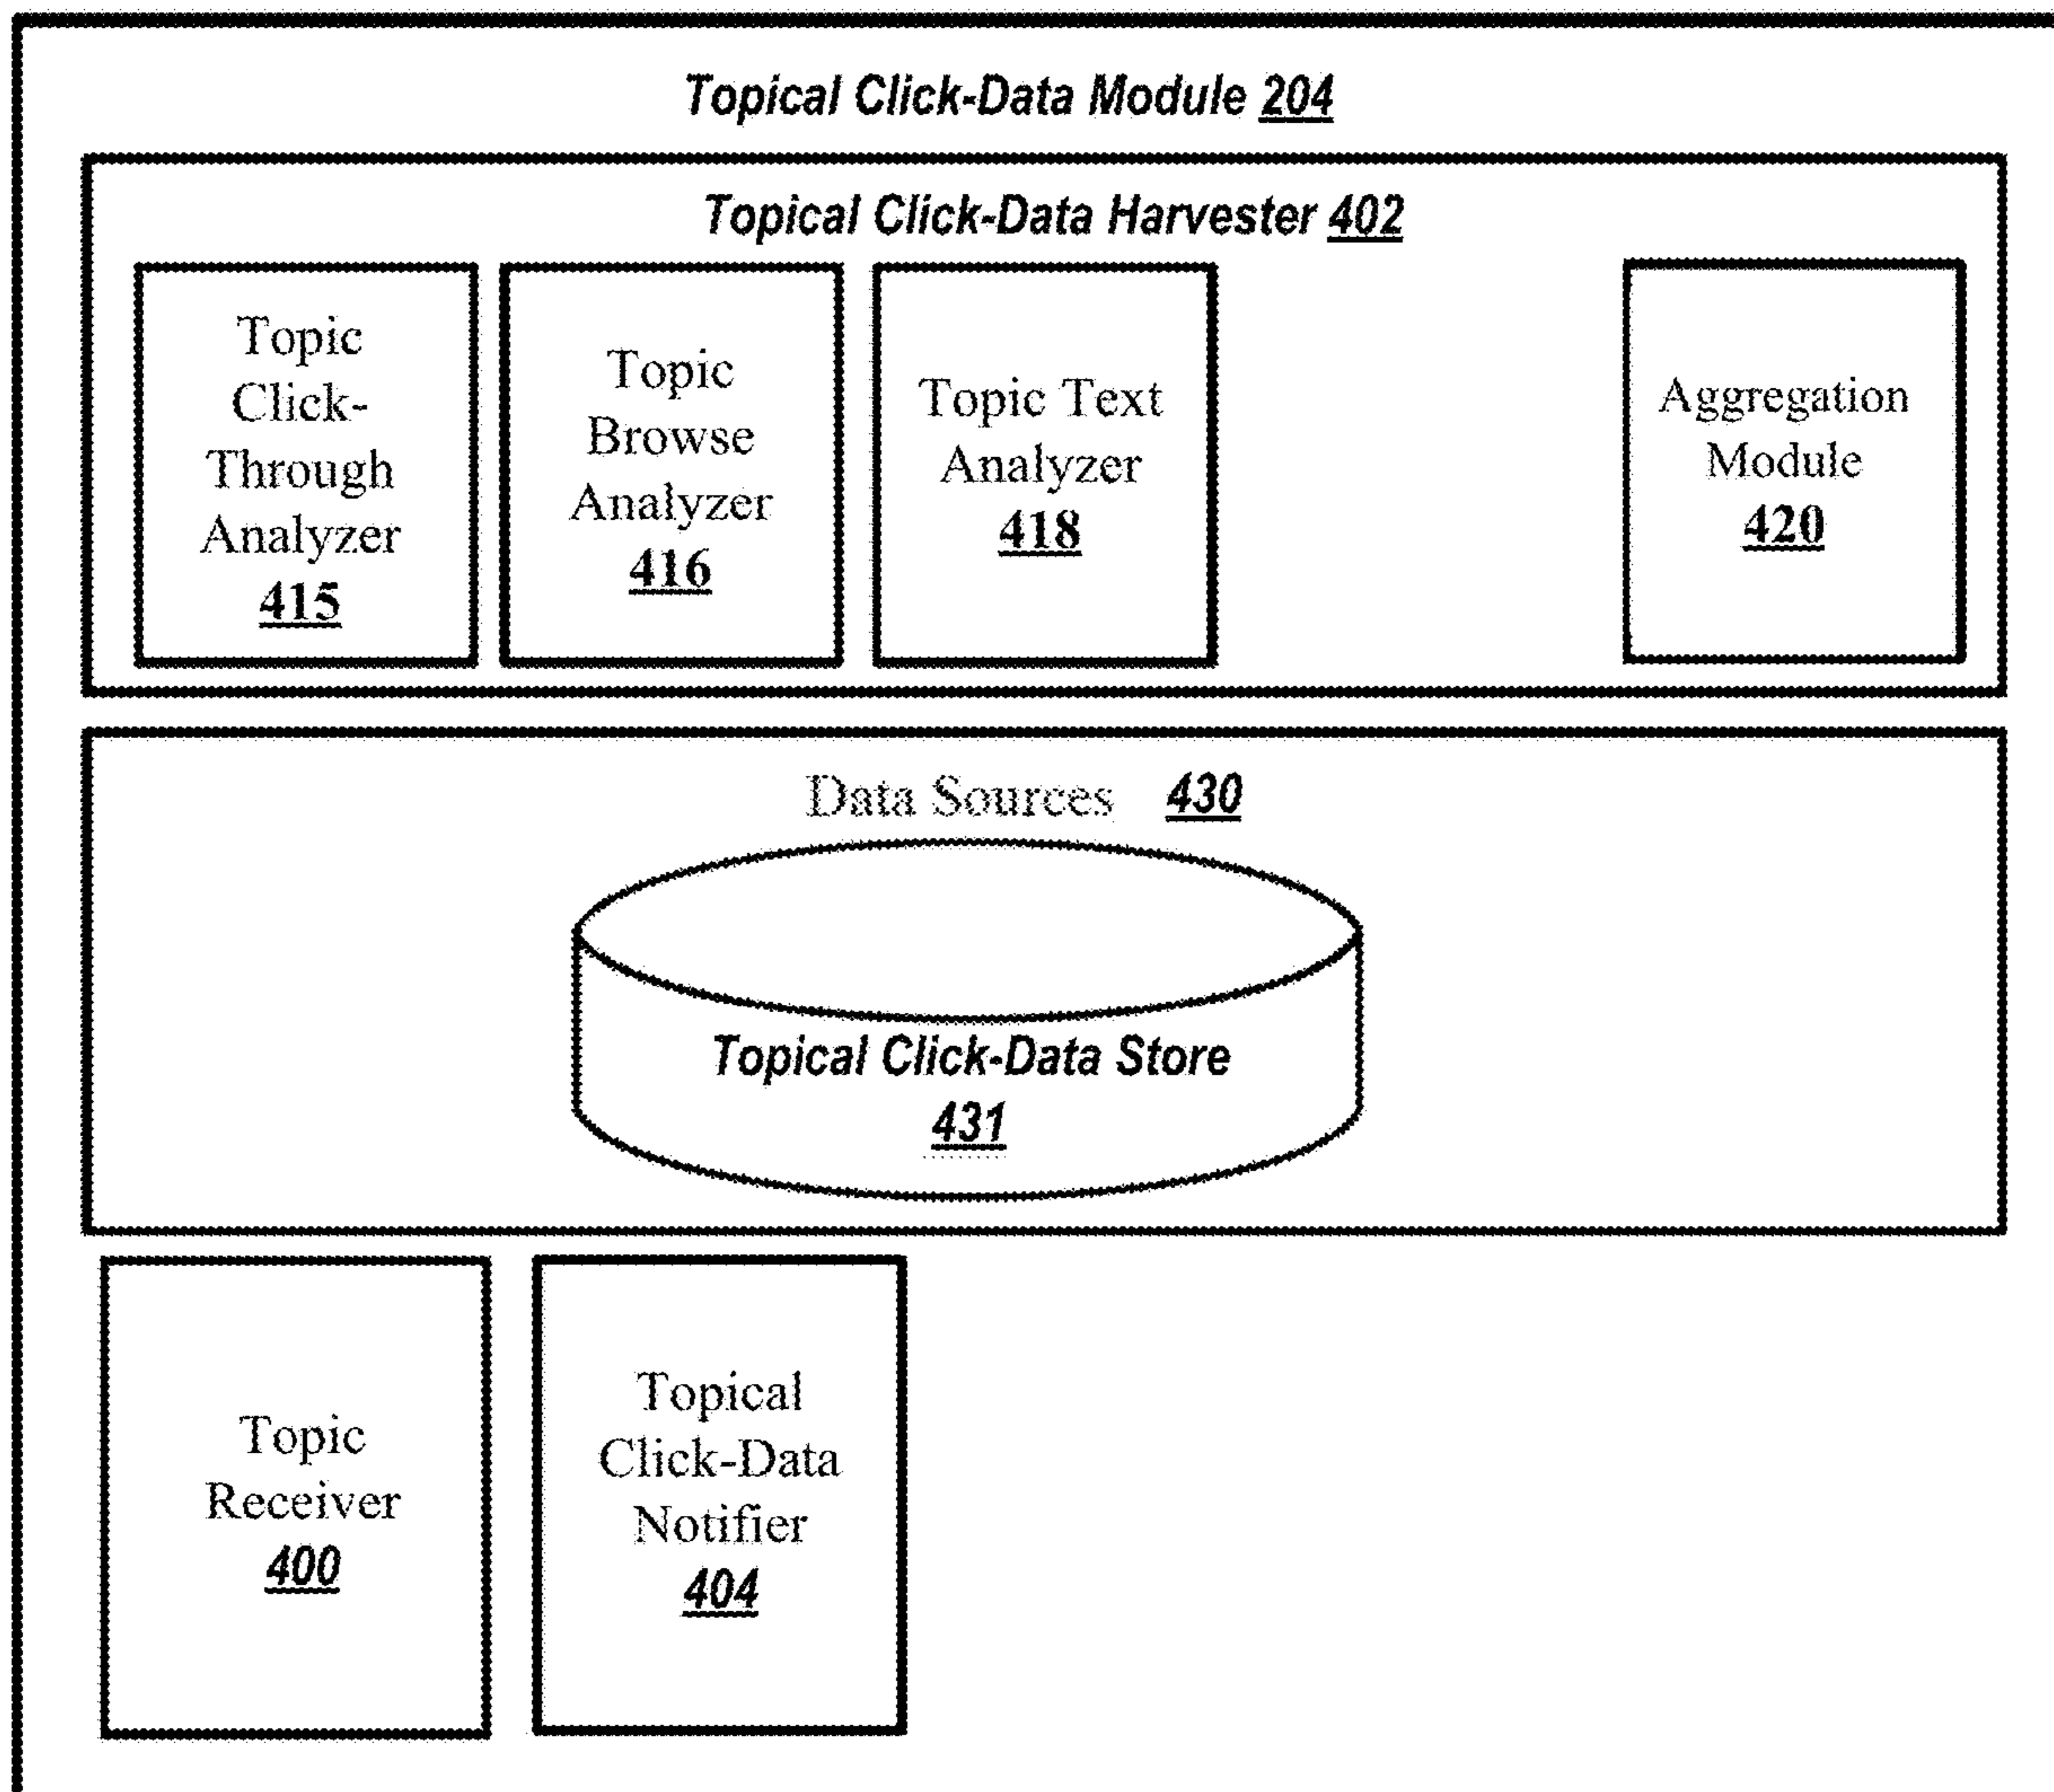 Topical Click-Data Module 204
Topical Click-Data Harvester 402
Topic
Click-
Through
Analyzer
415
Topic
Browse
Analyzer
416
Topic Text
Analyzer
418
Aggregation
Module
420
Data Sources 430
Topical Click-Data Store
431
Topic
Receiver
400
Topical
Click-Data
Notifier
404